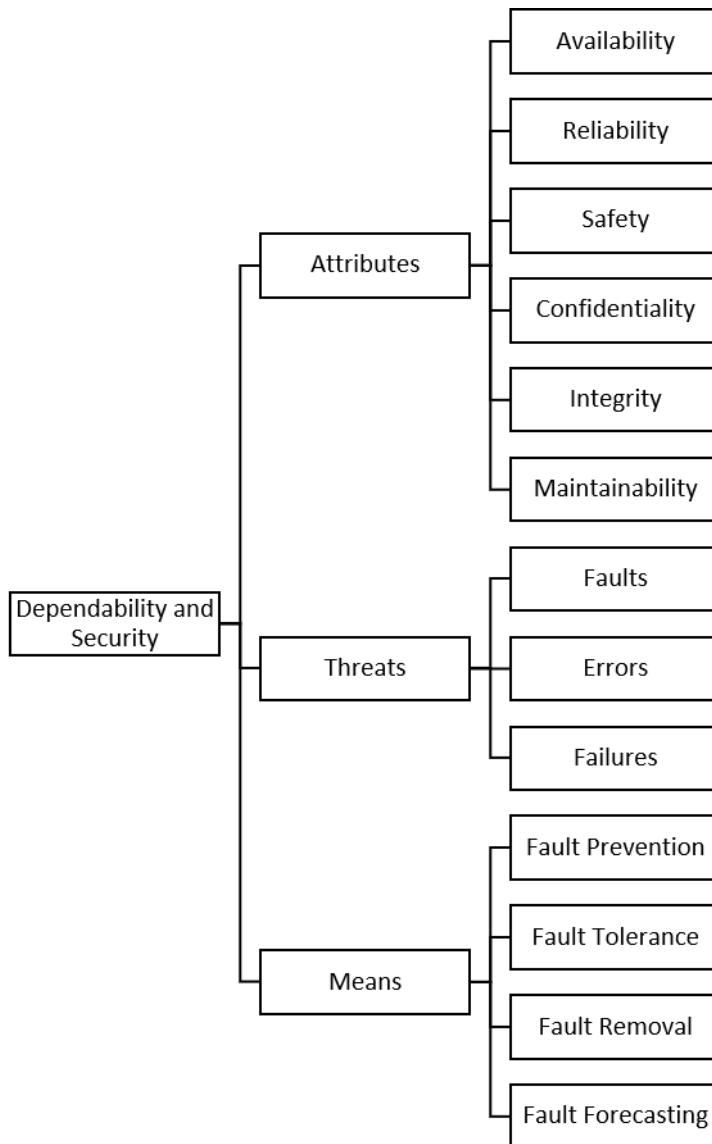 Availability
Reliability
Safety
Attributes
Confidentiality
Integrity
Maintainability
Dependability and
Security
Faults
Threats
Errors
Failures
Fault Prevention
Fault Tolerance
Means
Fault Removal
Fault Forecasting